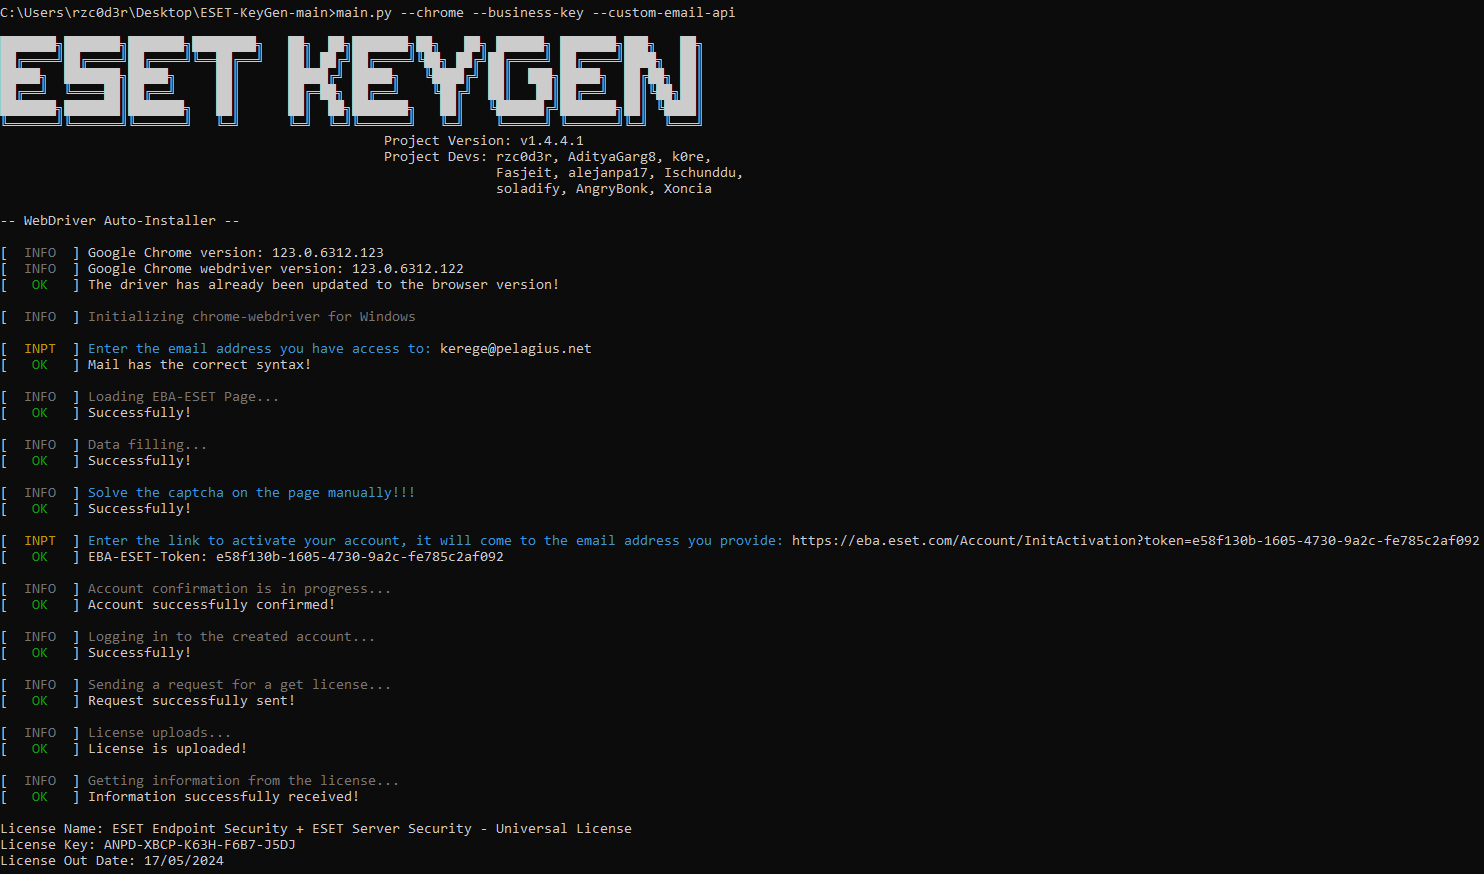 C:\Users\rzc0d3r\Desktop\ESET-KeyGen-main>main.py --chrome --business-key --custom-email-api
ESET KEYGEN
Project Version: v1.4.4.1
Project Devs: rzc0d3r, AdityaGarg8, k0re,
Fasjeit, alejanpa17, Ischunddu,
soladify, AngryBonk, Xoncia
-- WebDriver Auto-Installer --
[  INFO  ] Google Chrome version: 123.0.6312.123
[  INFO  ] Google Chrome webdriver version: 123.0.6312.122
[   OK   ] The driver has already been updated to the browser version!
[  INFO  ] Initializing chrome-webdriver for Windows
[  INPT  ] Enter the email address you have access to: kerege@pelagius.net
[   OK   ] Mail has the correct syntax!
[  INFO  ] Loading EBA-ESET Page...
[   OK   ] Successfully!
[  INFO  ] Data filling...
[   OK   ] Successfully!
[  INFO  ] Solve the captcha on the page manually!!!
[   OK   ] Successfully!
[  INPT  ] Enter the link to activate your account, it will come to the email address you provide: https://eba.eset.com/Account/InitActivation?token=e58f130b-1605-4730-9a2c-fe785c2af092
[   OK   ] EBA-ESET-Token: e58f130b-1605-4730-9a2c-fe785c2af092
[  INFO  ] Account confirmation is in progress...
[   OK   ] Account successfully confirmed!
[  INFO  ] Logging in to the created account...
[   OK   ] Successfully!
[  INFO  ] Sending a request for a get license...
[   OK   ] Request successfully sent!
[  INFO  ] License uploads...
[   OK   ] License is uploaded!
[  INFO  ] Getting information from the license...
[   OK   ] Information successfully received!
License Name: ESET Endpoint Security + ESET Server Security - Universal License
License Key: ANPD-XBCP-K63H-F6B7-J5DJ
License Out Date: 17/05/2024